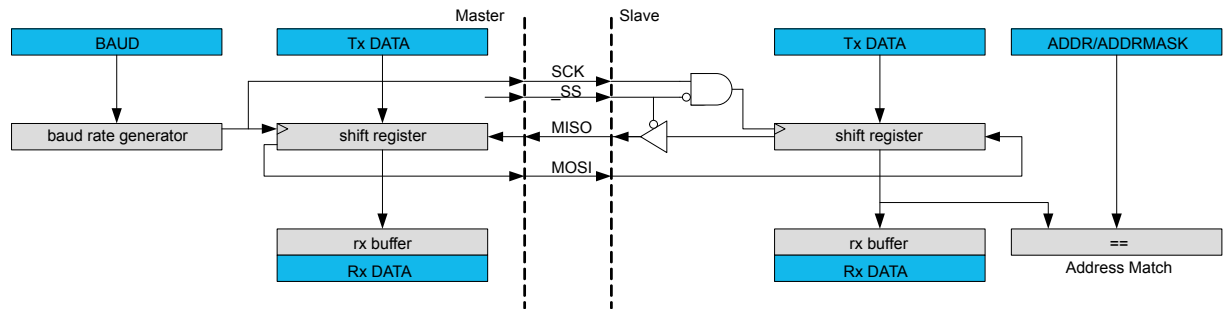 Master
Slave
BAUD
Tx DATA
Tx DATA
ADDR/ADDRMASK
SCK
_SS
baud rate generator
shift register
MISO
shift register
MOSI
rx buffer
rx buffer
==
Rx DATA
Rx DATA
Address Match